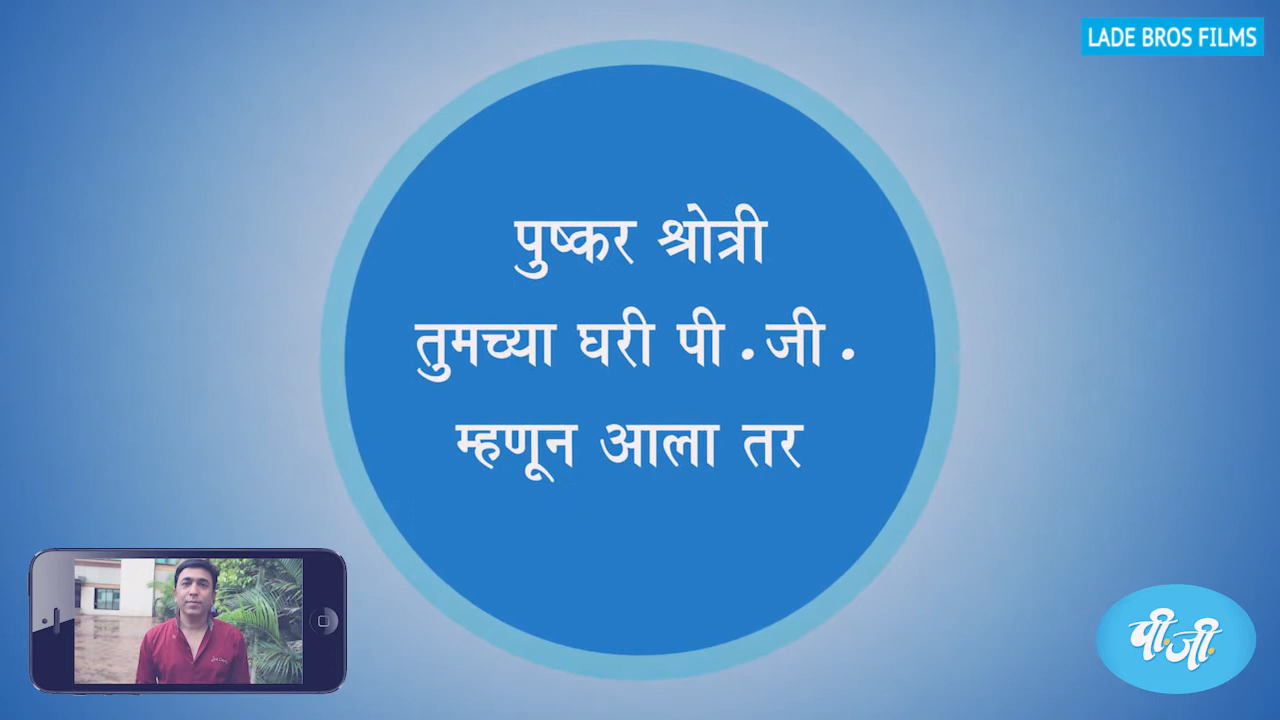 LADE BROS FILMS
पुष्कर श्रोत्री
तुमच्या घरी पी.जी.
म्हणून आला तर
पी.जी.